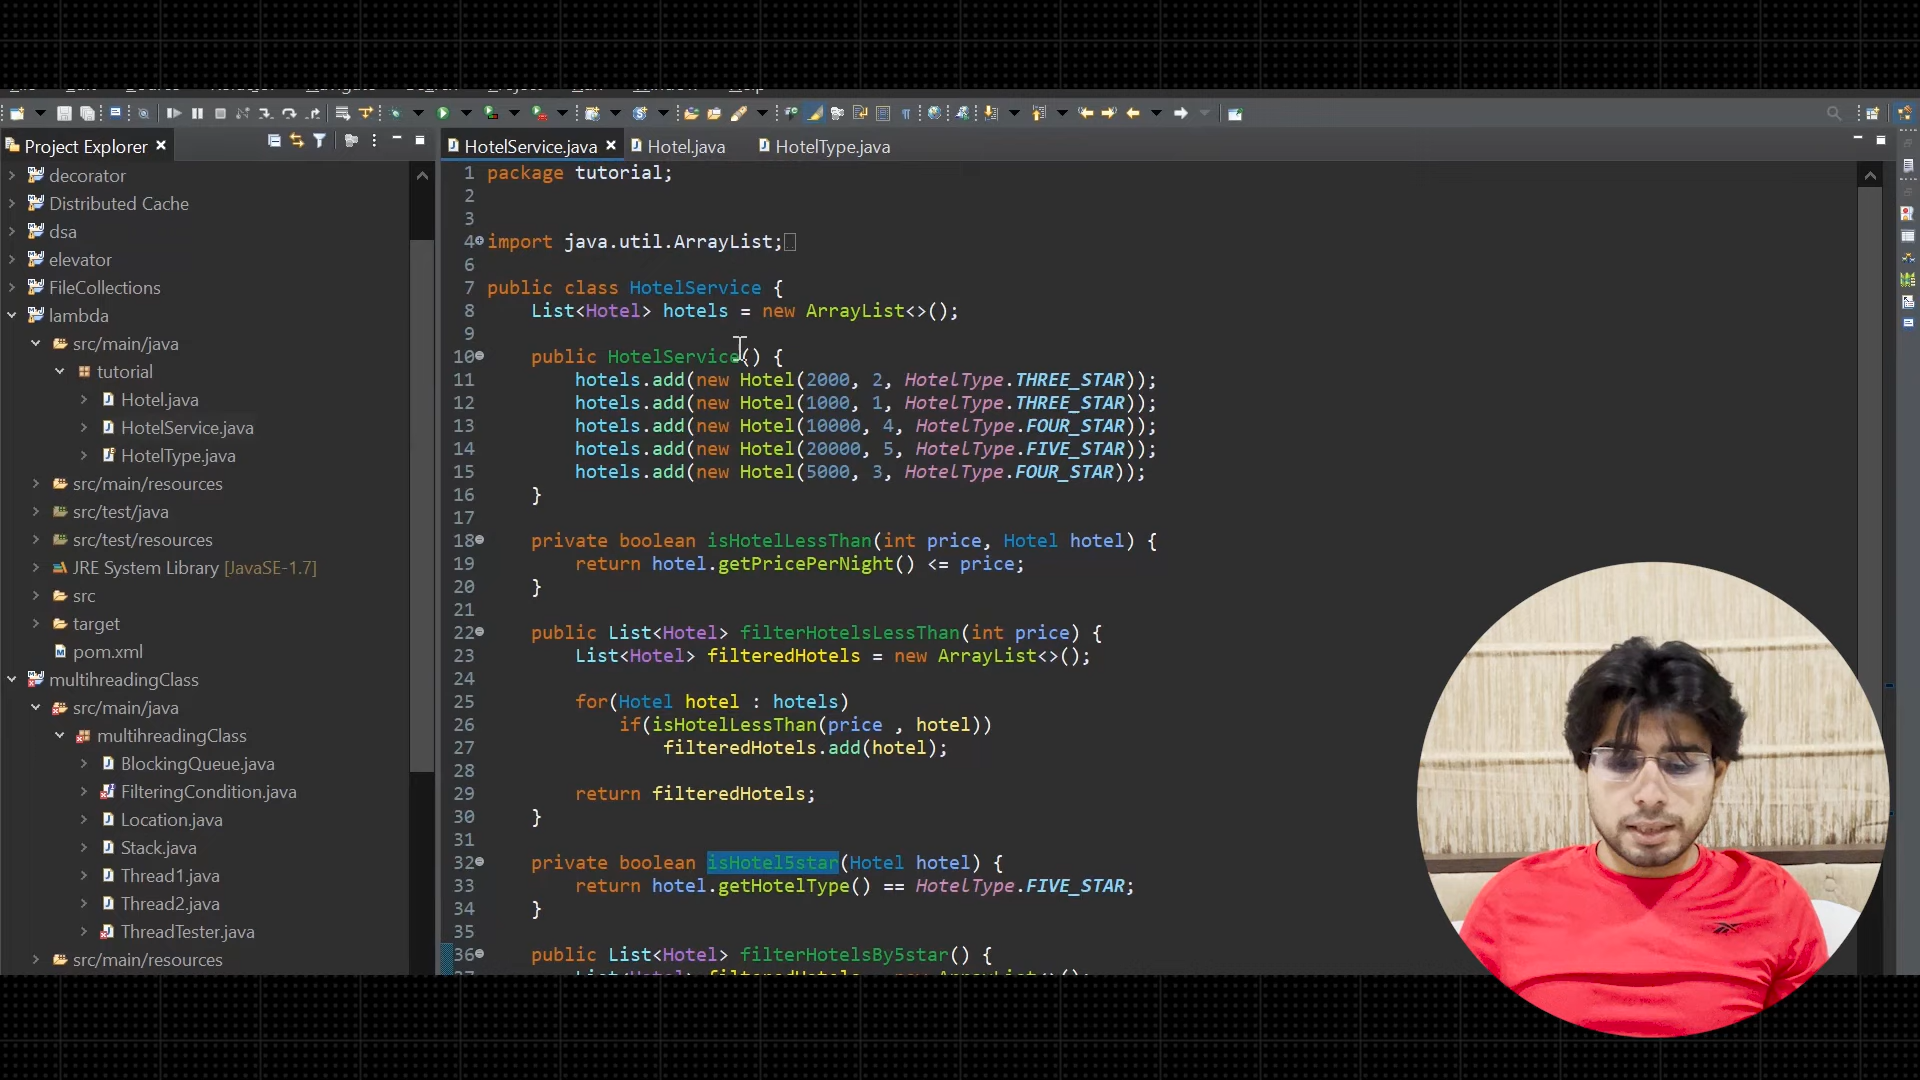 Project Explorer
decorator
Distributed Cache
dsa
elevator
FileCollections
lambda
src/main/java
tutorial
Hotel.java
HotelService.java
HotelType.java
src/main/resources
src/test/java
src/test/resources
JRE System Library [JavaSE-1.7]
src
target
pom.xml
multihreadingClass
src/main/java
multihreadingClass
BlockingQueue.java
FilteringCondition.java
Location.java
Stack.java
Thread1.java
Thread2.java
ThreadTester.java
src/main/resources
HotelService.java Hotel.java HotelType.java
1 package tutorial;
2
3
4 import java.util.ArrayList;
6
7 public class HotelService {
8 List<Hotel> hotels = new ArrayList<>();
9
10 public HotelService() {
11 hotels.add(new Hotel(2000, 2, HotelType.THREE_STAR));
12 hotels.add(new Hotel(1000, 1, HotelType.THREE_STAR));
13 hotels.add(new Hotel(10000, 4, HotelType.FOUR_STAR));
14 hotels.add(new Hotel(20000, 5, HotelType.FIVE_STAR));
15 hotels.add(new Hotel(5000, 3, HotelType.FOUR_STAR));
16 }
17
18 private boolean isHotelLessThan(int price, Hotel hotel) {
19 return hotel.getPricePerNight() <= price;
20 }
21
22 public List<Hotel> filterHotelsLessThan(int price) {
23 List<Hotel> filteredHotels = new ArrayList<>();
24
25 for(Hotel hotel : hotels)
26 if(isHotelLessThan(price , hotel))
27 filteredHotels.add(hotel);
28
29 return filteredHotels;
30 }
31
32 private boolean isHotel5star(Hotel hotel) {
33 return hotel.getHotelType() == HotelType.FIVE_STAR;
34 }
35
36 public List<Hotel> filterHotelsBy5star() {